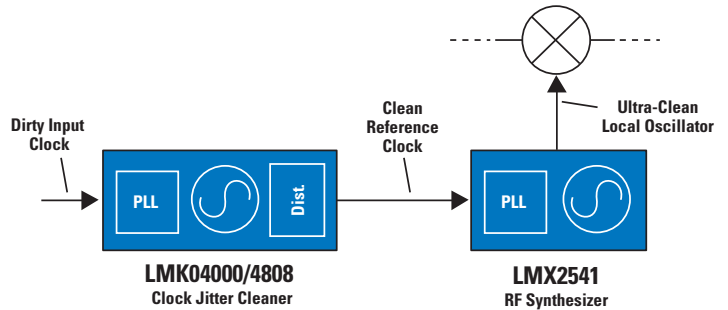 Dirty Input
Clock
PLL
Dist.
LMK04000/4808
Clock Jitter Cleaner
Clean
Reference
Clock
PLL
LMX2541
RF Synthesizer
Ultra-Clean
Local Oscillator